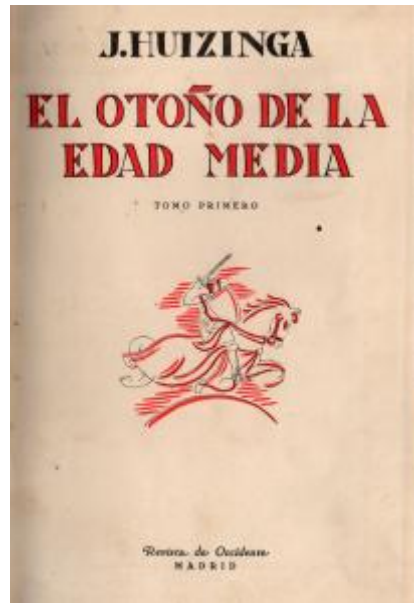 J. HUIZINGA
EL OTOÑO DE LA
EDAD MEDIA
TOMO PRIMERO
Revista de Occidente
MADRID